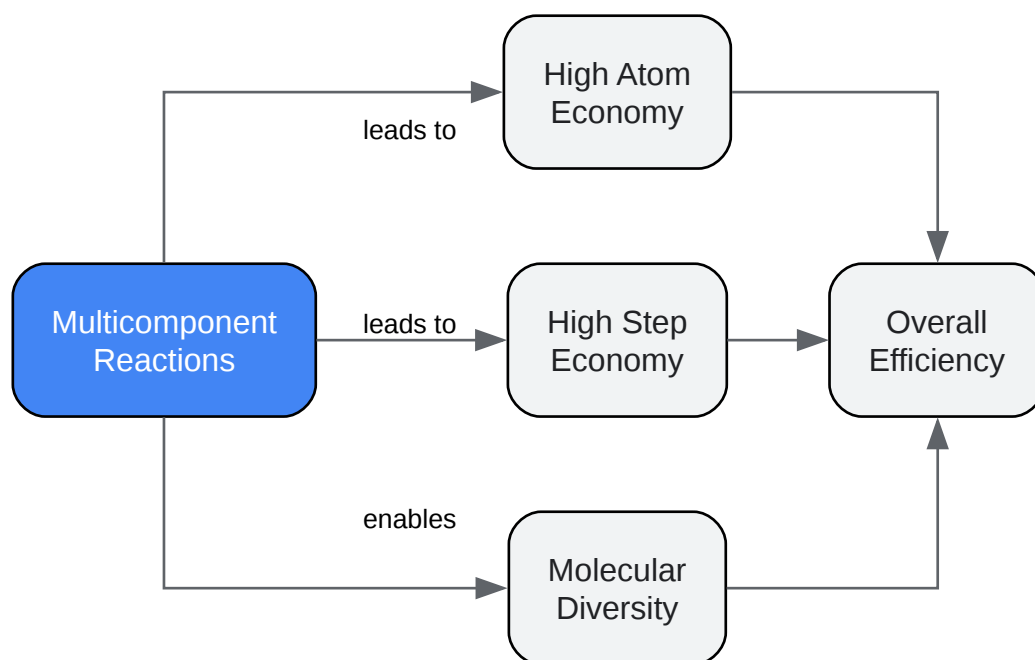 High Atom
Economy
leads to
Multicomponent
Reactions
leads to
High Step
Economy
Overall
Efficiency
enables
Molecular
Diversity